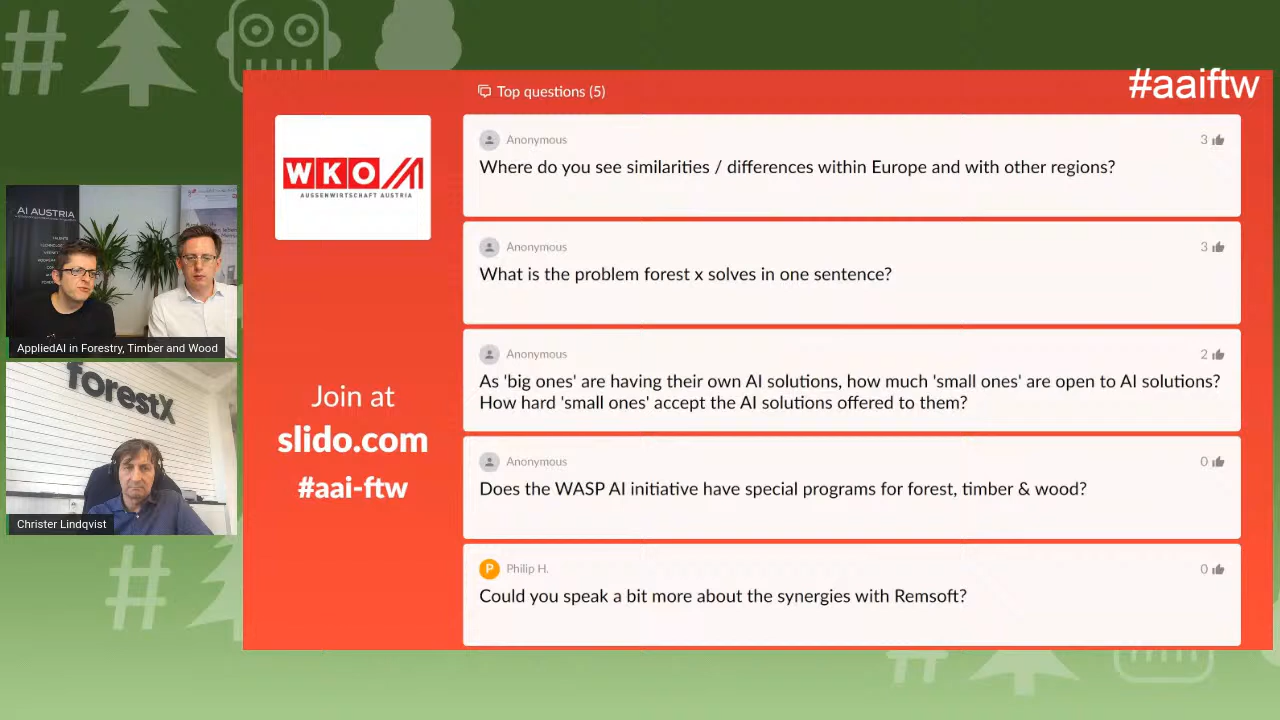 #aaiftw
Top questions (5)
WKO
AUSSENWIRTSCHAFT AUSTRIA
Anonymous
3
Where do you see similarities / differences within Europe and with other regions?
Anonymous
3
What is the problem forest x solves in one sentence?
Anonymous
2
As 'big ones' are having their own AI solutions, how much 'small ones' are open to AI solutions?
How hard 'small ones' accept the AI solutions offered to them?
Anonymous
0
Does the WASP AI initiative have special programs for forest, timber & wood?
P
Philip H.
0
Could you speak a bit more about the synergies with Remsoft?
Join at
slido.com
#aai-ftw
AI AUSTRIA
AppliedAI in Forestry, Timber and Wood
forestX
Christer Lindqvist